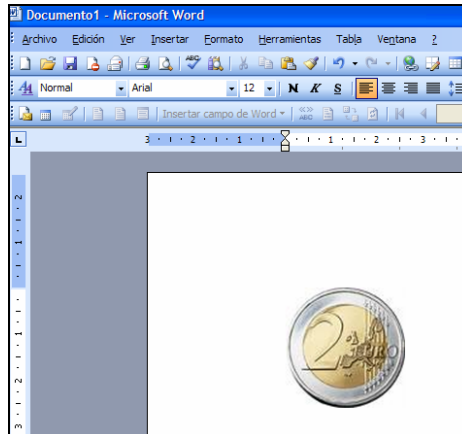 Documento1 - Microsoft Word
Archivo Edición Ver Insertar Formato Herramientas Tabla Ventana ?
Normal Arial 12 N K S
Insertar campo de Word
L 3 2 1 1 2 3
2
1
1
2
3
2 EURO